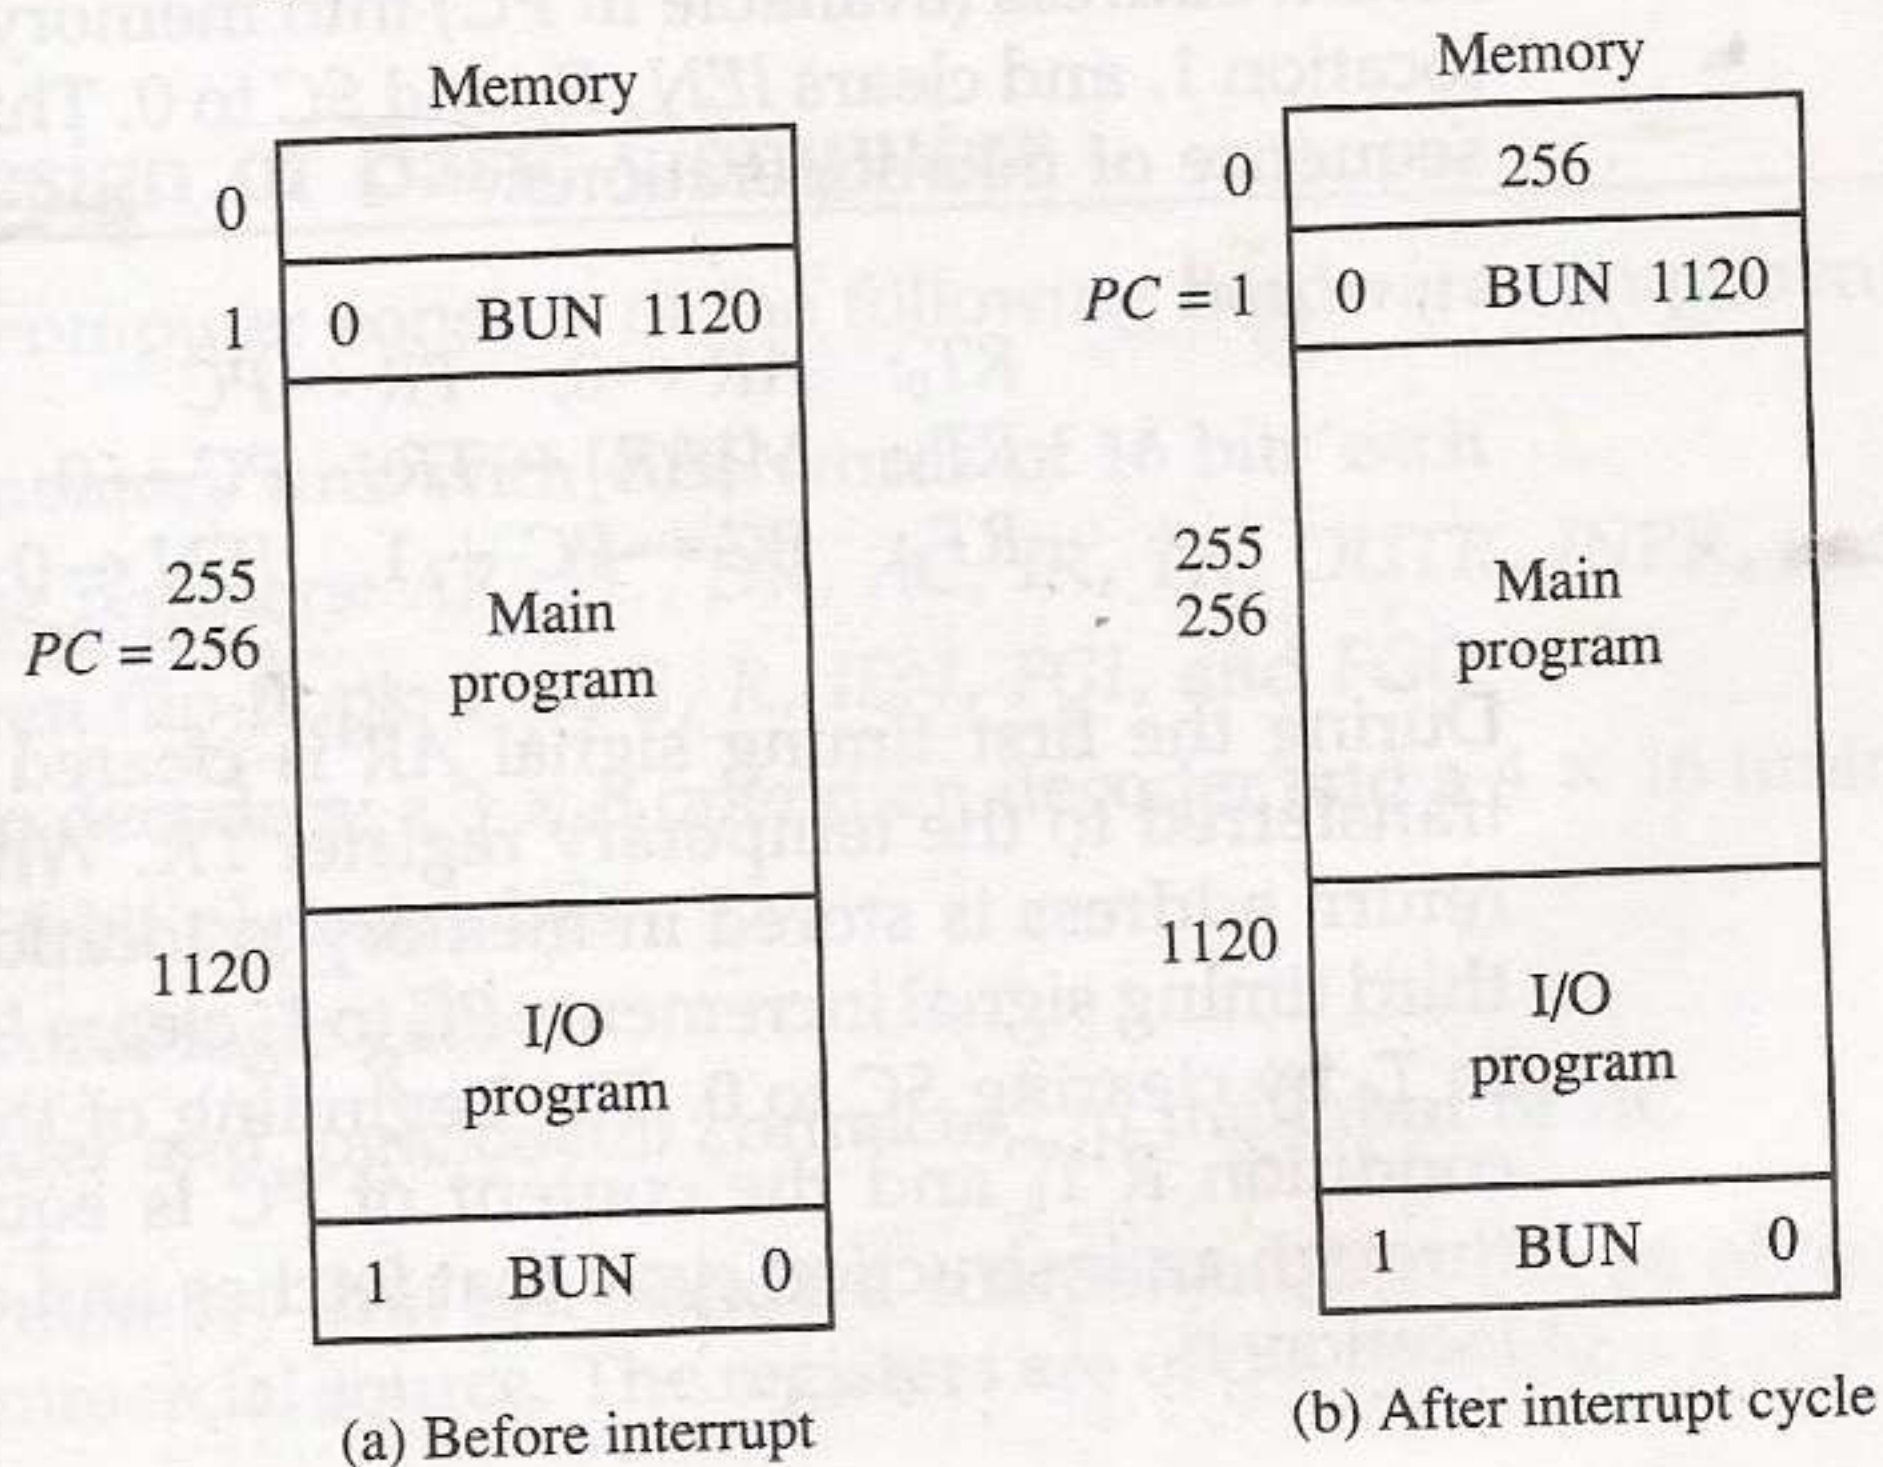 Memory
0
1 0 BUN 1120
255
PC = 256
Main
program
1120
I/O
program
1 BUN 0
(a) Before interrupt
Memory
0 256
PC = 1 0 BUN 1120
255
256
Main
program
1120
I/O
program
1 BUN 0
(b) After interrupt cycle